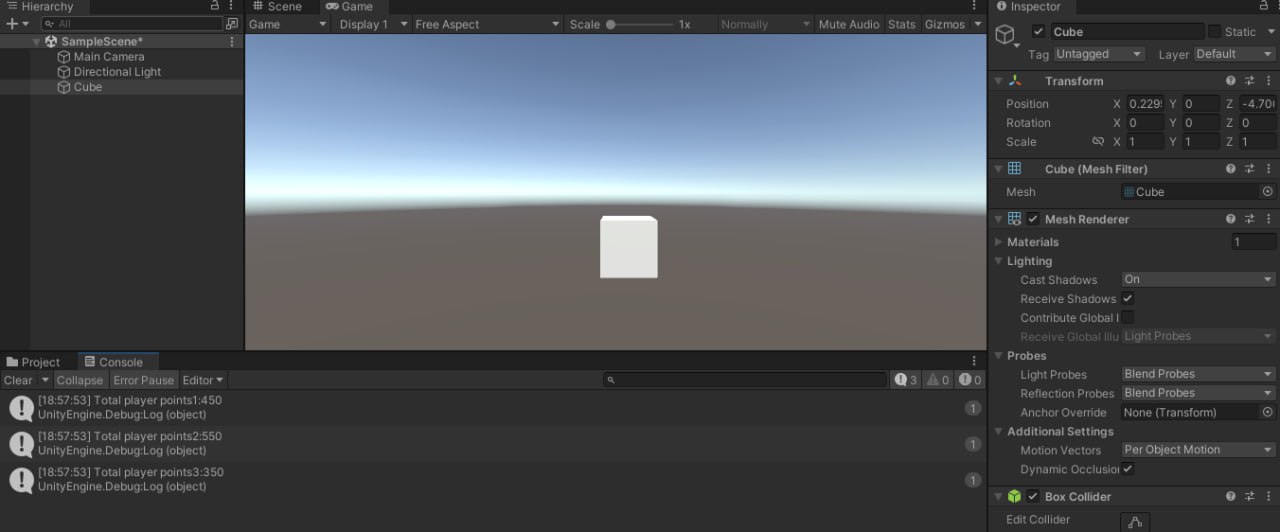 Hierarchy
All
SampleScene*
Main Camera
Directional Light
Cube
Scene
Game
Game
Display 1
Free Aspect
Scale
1x
Normally
Mute Audio
Stats
Gizmos
Project
Console
Clear
Collapse
Error Pause
Editor
3
0
0
[18:57:53] Total player points1:450
UnityEngine.Debug:Log (object)
1
[18:57:53] Total player points2:550
UnityEngine.Debug:Log (object)
1
[18:57:53] Total player points3:350
UnityEngine.Debug:Log (object)
1
Inspector
Cube
Static
Tag Untagged
Layer Default
Transform
Position X 0.229 Y 0 Z -4.70
Rotation X 0 Y 0 Z 0
Scale X 1 Y 1 Z 1
Cube (Mesh Filter)
Mesh Cube
Mesh Renderer
Materials 1
Lighting
Cast Shadows On
Receive Shadows
Contribute Global I
Receive Global Illu Light Probes
Probes
Light Probes Blend Probes
Reflection Probes Blend Probes
Anchor Override None (Transform)
Additional Settings
Motion Vectors Per Object Motion
Dynamic Occlusion
Box Collider
Edit Collider